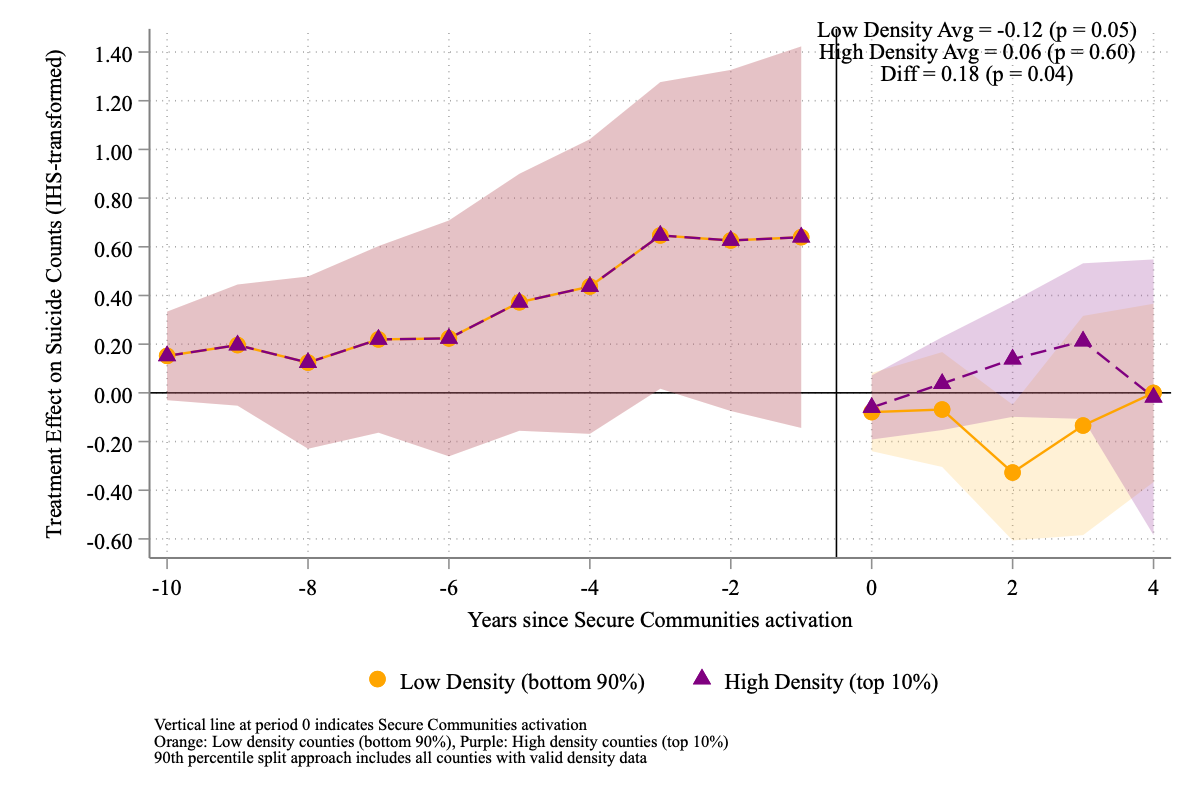 Low Density Avg = -0.12 (p = 0.05)
High Density Avg = 0.06 (p = 0.60)
Diff = 0.18 (p = 0.04)
Treatment Effect on Suicide Counts (IHS-transformed)
1.40
1.20
1.00
0.80
0.60
0.40
0.20
0.00
-0.20
-0.40
-0.60
-10 -8 -6 -4 -2 0 2 4
Years since Secure Communities activation
Low Density (bottom 90%) High Density (top 10%)
Vertical line at period 0 indicates Secure Communities activation
Orange: Low density counties (bottom 90%), Purple: High density counties (top 10%)
90th percentile split approach includes all counties with valid density data